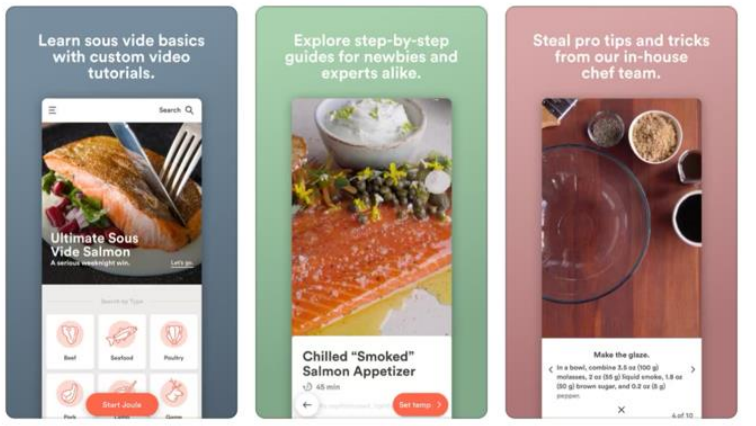 Learn sous vide basics
with custom video
tutorials.
Search
Ultimate Sous
Vide Salmon
A serious weeknight win.
Let's go.
Search by Type
Beef
Seafood
Poultry
Pork
Game
Start Joule
Explore step-by-step
guides for newbies and
experts alike.
Chilled "Smoked"
Salmon Appetizer
45 min
Set temp
Steal pro tips and tricks
from our in-house
chef team.
Make the glaze.
In a bowl, combine 3.5 oz (100 g)
molasses, 2 oz (55 g) liquid smoke, 1.8 oz
(50 g) brown sugar, and 0.2 oz (5 g)
pepper.
4 of 10